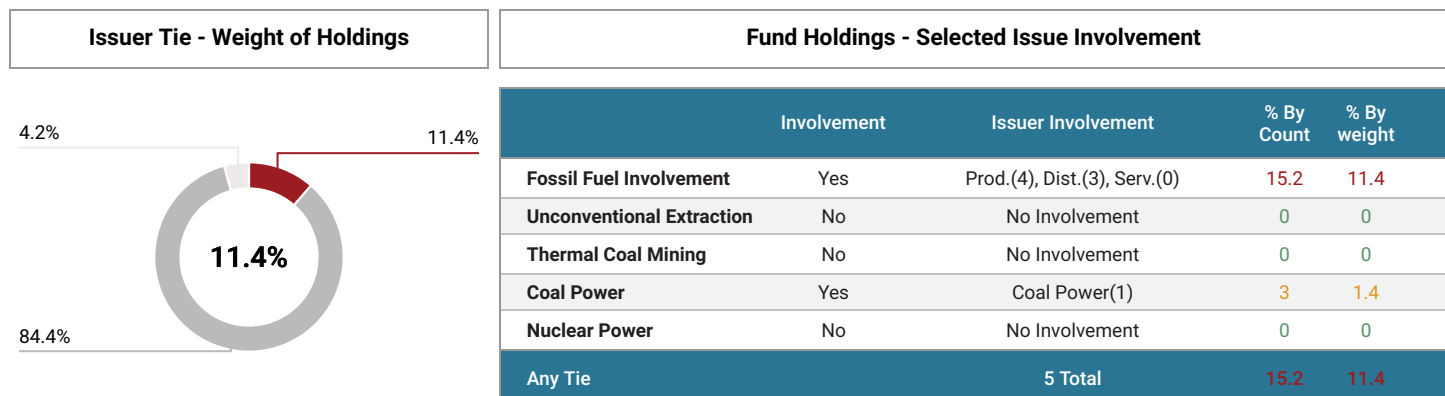 Issuer Tie - Weight of Holdings
Fund Holdings - Selected Issue Involvement
4.2%
11.4%
11.4%
84.4%
Involvement Issuer Involvement % By Count % By weight
Fossil Fuel Involvement Yes Prod.(4), Dist.(3), Serv.(0) 15.2 11.4
Unconventional Extraction No No Involvement 0 0
Thermal Coal Mining No No Involvement 0 0
Coal Power Yes Coal Power(1) 3 1.4
Nuclear Power No No Involvement 0 0
Any Tie 5 Total 15.2 11.4